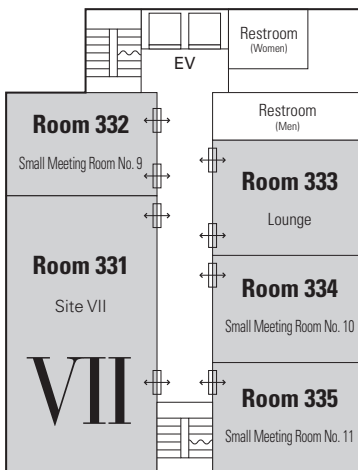 Restroom
(Women)
EV
Restroom
(Men)
Room 332
Small Meeting Room No. 9
Room 333
Lounge
Room 331
Site VII
VII
Room 334
Small Meeting Room No. 10
Room 335
Small Meeting Room No. 11